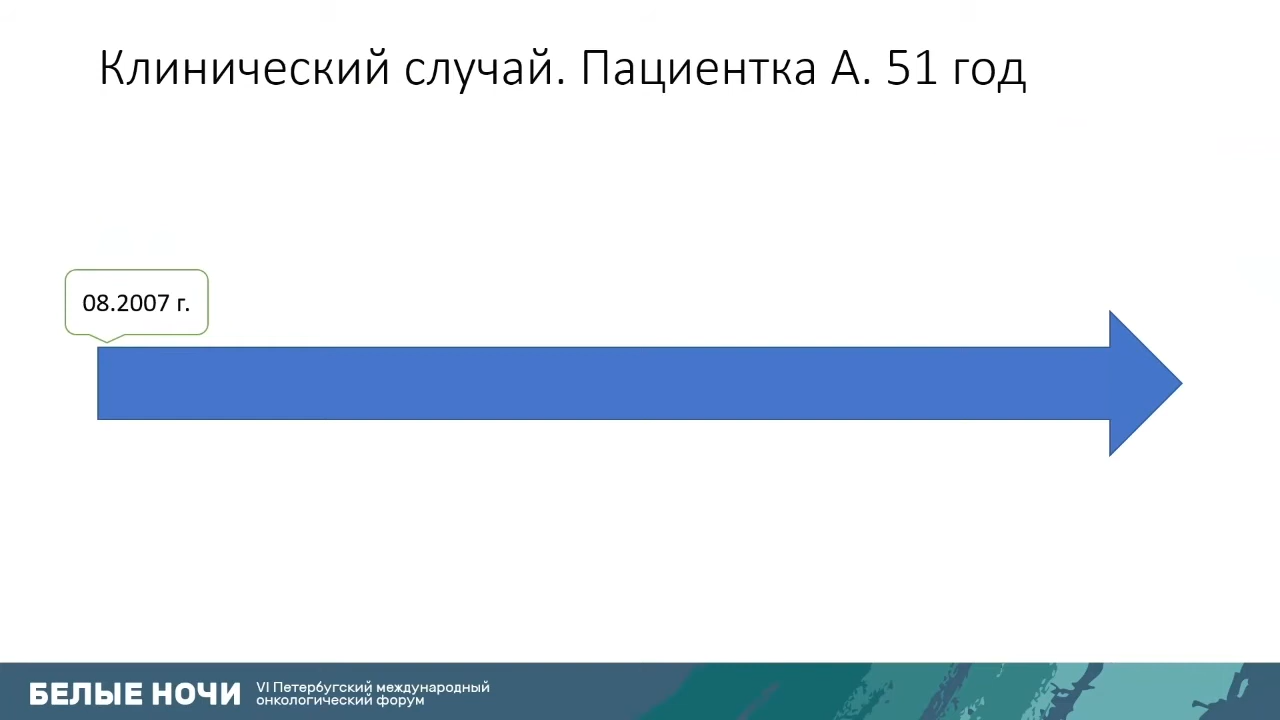 Клинический случай. Пациентка А. 51 год
08.2007 г.
БЕЛЫЕ НОЧИ
VI Петербургский международный
онкологический форум